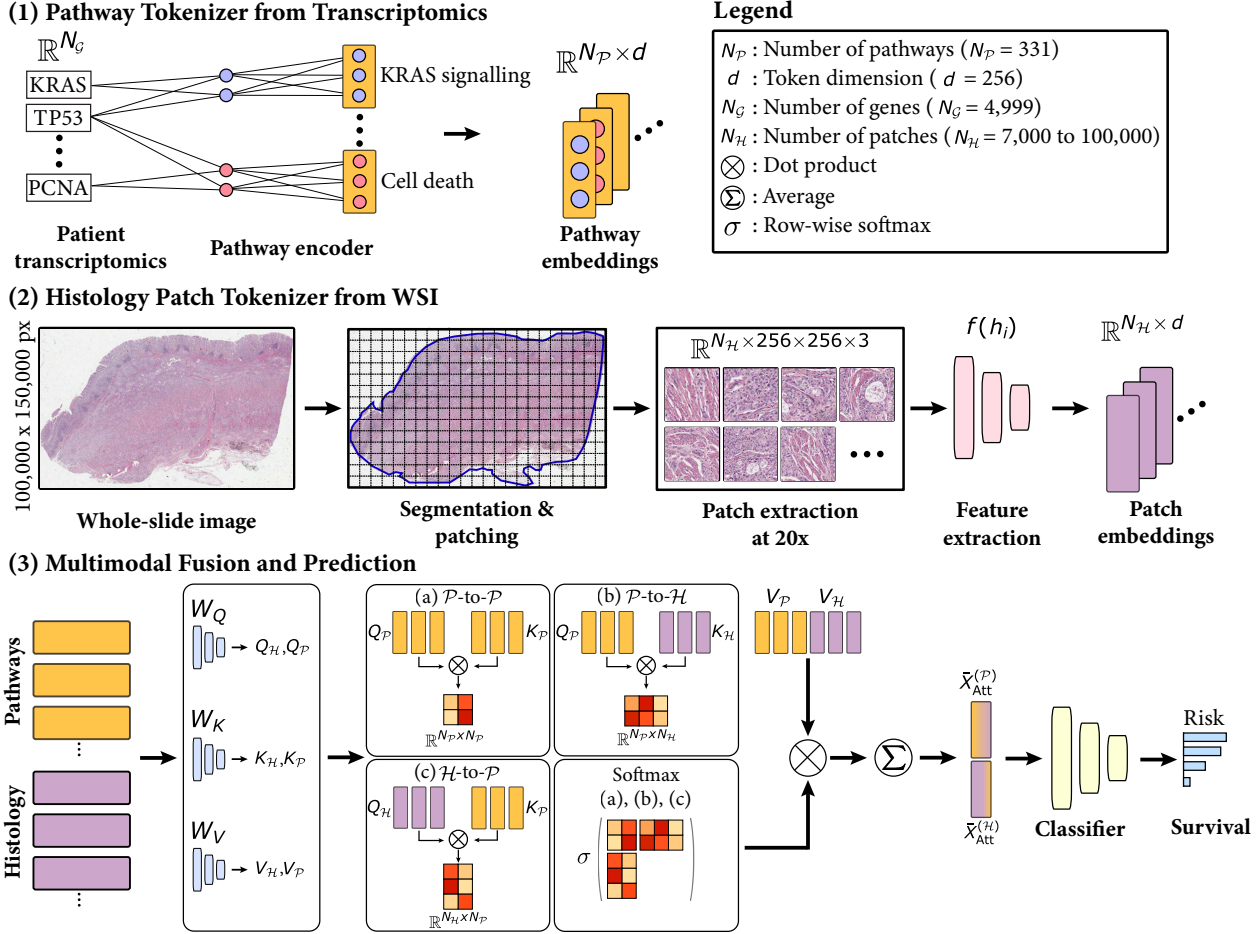 (1) Pathway Tokenizer from Transcriptomics
ℝ^{N_𝒢}
KRAS
TP53
PCNA
KRAS signalling
Cell death
ℝ^{N_𝒫 × d}
Patient
transcriptomics
Pathway encoder
Pathway
embeddings
Legend
N_𝒫 : Number of pathways (N_𝒫 = 331)
d : Token dimension ( d = 256)
N_𝒢 : Number of genes (N_𝒢 = 4,999)
N_ℋ : Number of patches (N_ℋ = 7,000 to 100,000)
⊗ : Dot product
Σ : Average
σ : Row-wise softmax
(2) Histology Patch Tokenizer from WSI
100,000 x 150,000 px
ℝ^{N_ℋ × 256 × 256 × 3}
f(h_i)
ℝ^{N_ℋ × d}
Whole-slide image
Segmentation &
patching
Patch extraction
at 20x
Feature
extraction
Patch
embeddings
(3) Multimodal Fusion and Prediction
Pathways
Histology
W_Q
Q_ℋ,Q_𝒫
W_K
K_ℋ,K_𝒫
W_V
V_ℋ,V_𝒫
(a) 𝒫-to-𝒫
Q_𝒫
K_𝒫
ℝ^{N_𝒫 x N_𝒫}
(b) 𝒫-to-ℋ
Q_𝒫
K_ℋ
ℝ^{N_𝒫 x N_ℋ}
(c) ℋ-to-𝒫
Q_ℋ
K_𝒫
ℝ^{N_ℋ x N_𝒫}
Softmax
(a), (b), (c)
σ
V_𝒫 V_ℋ
Σ
X̄_Att^{(𝒫)}
X̄_Att^{(ℋ)}
Classifier
Risk
Survival